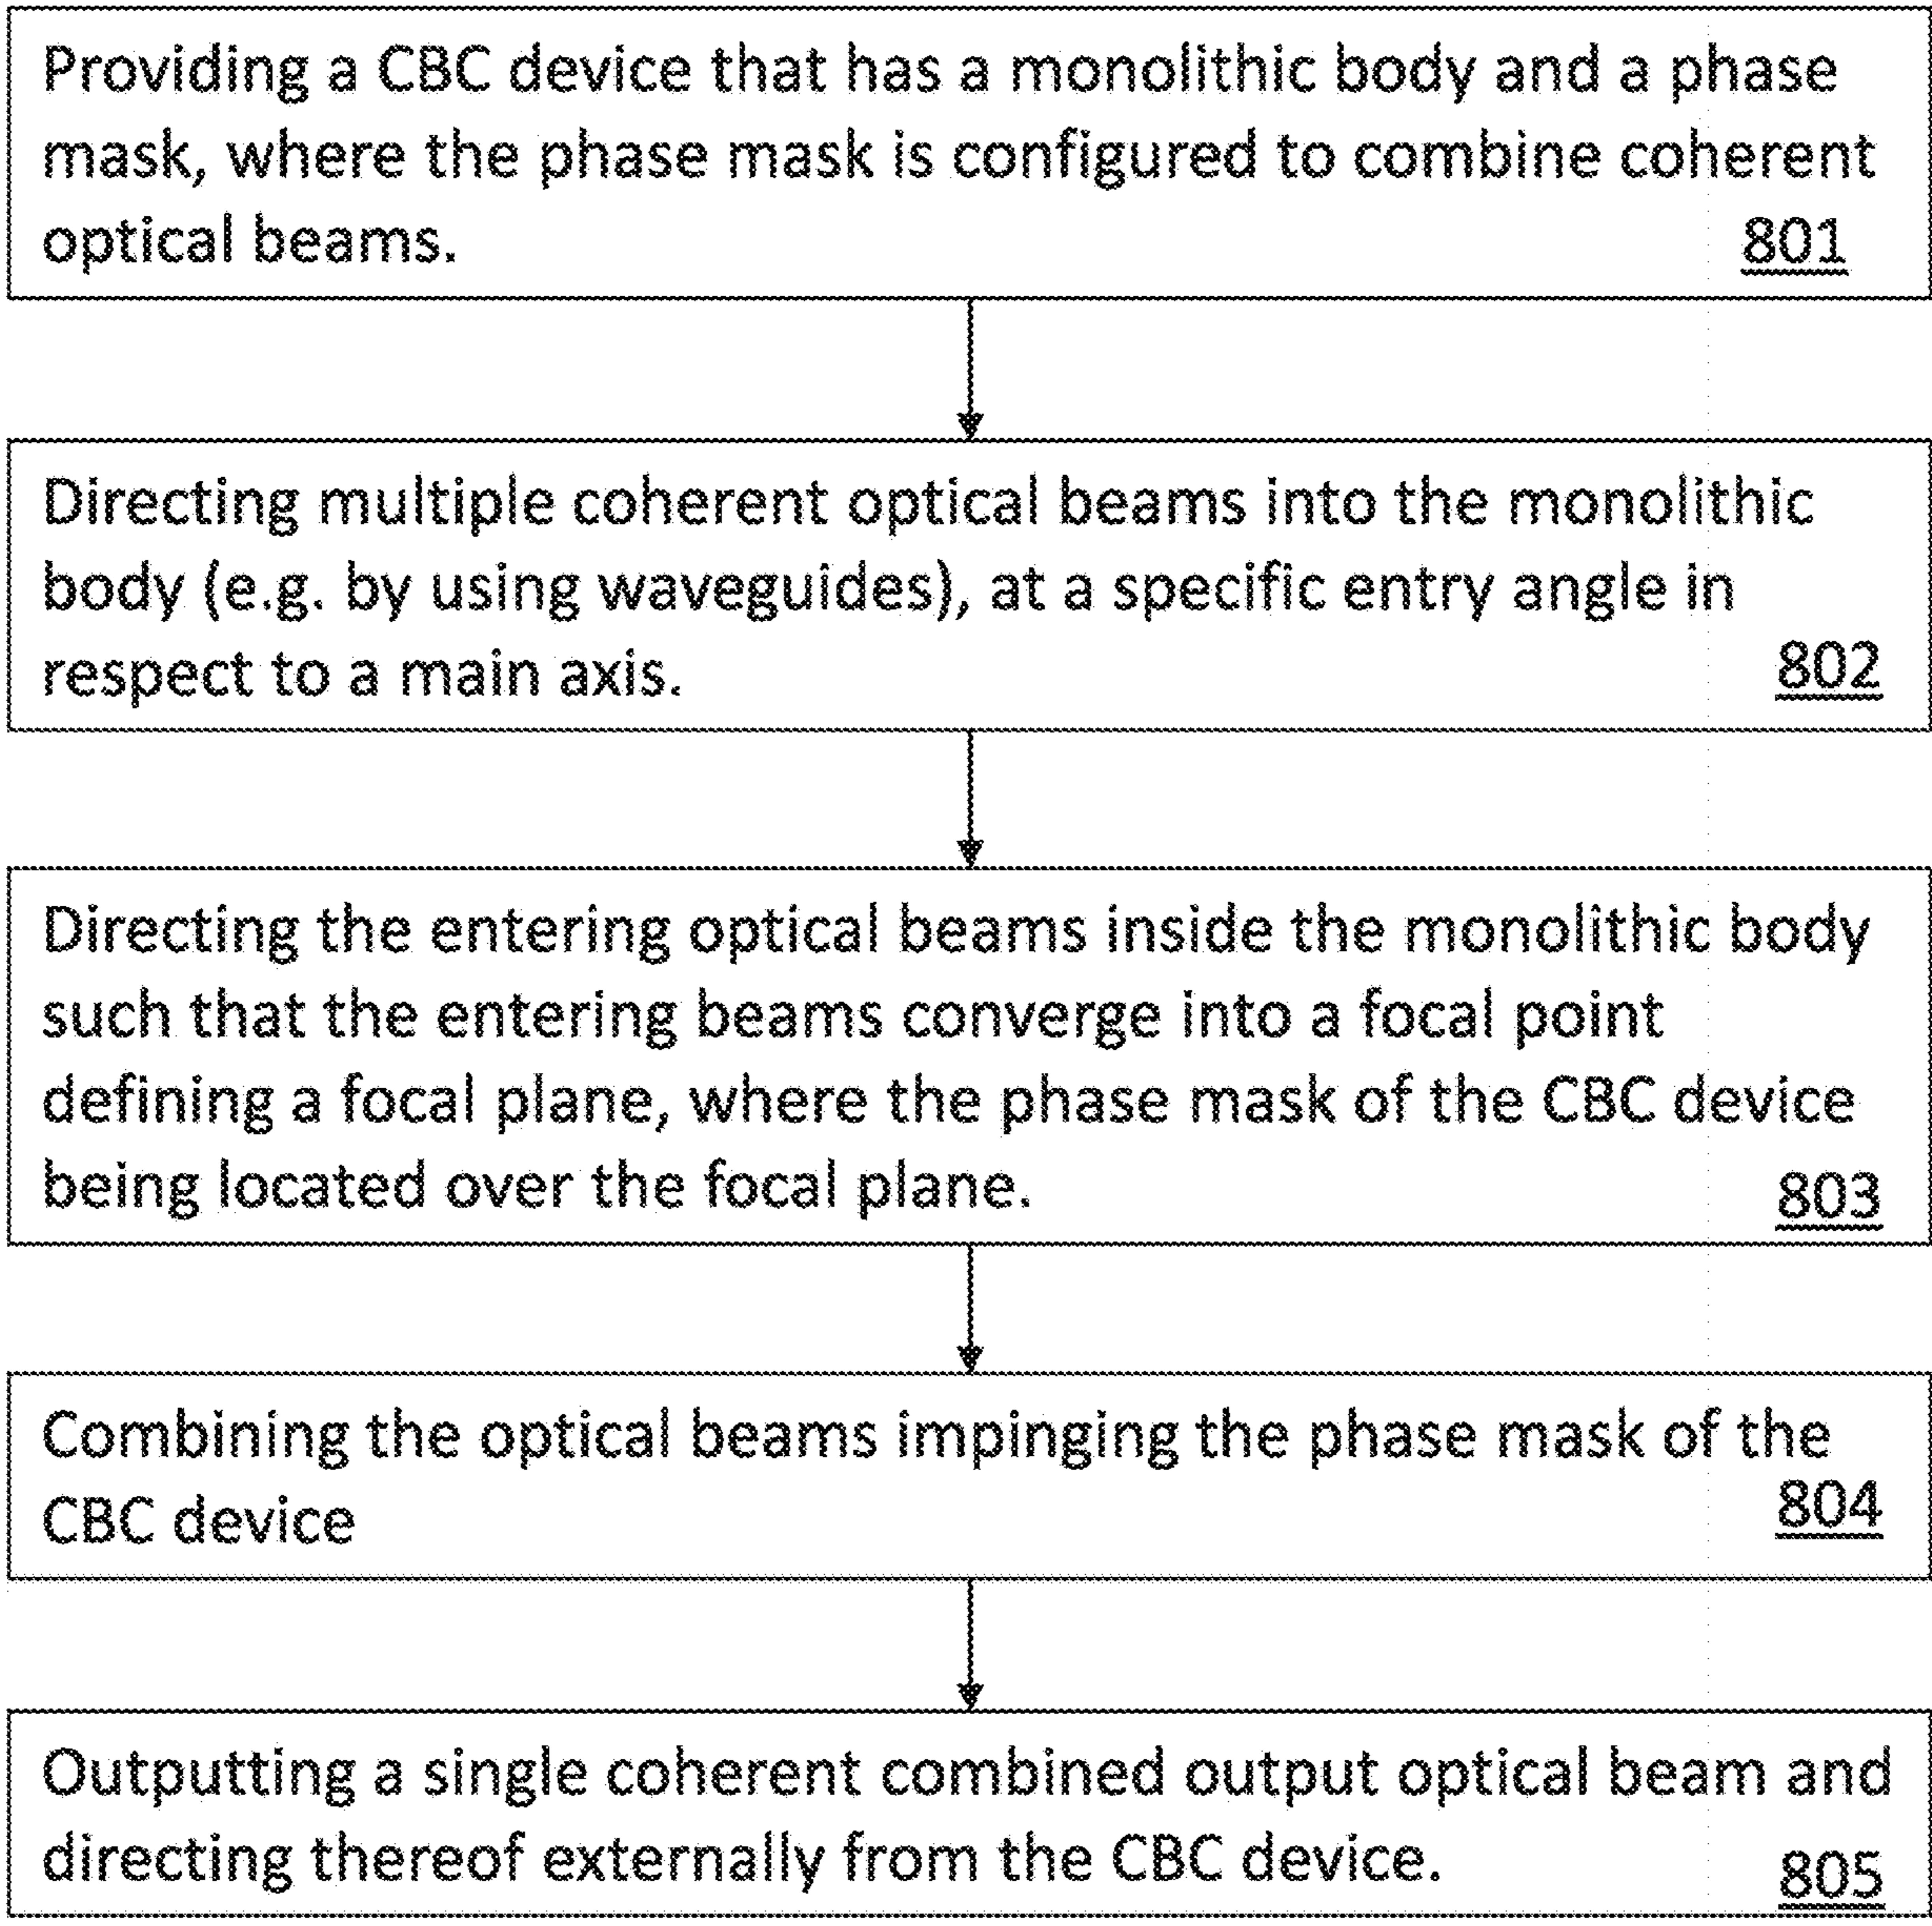 Providing a CBC device that has a monolithic body and a phase
mask, where the phase mask is configured to combine coherent
optical beams.
801
Directing multiple coherent optical beams into the monolithic
body (e.g. by using waveguides), at a specific entry angle in
respect to a main axis.
802
Directing the entering optical beams inside the monolithic body
such that the entering beams converge into a focal point
defining a focal plane, where the phase mask of the CBC device
being located over the focal plane.
803
Combining the optical beams impinging the phase mask of the
CBC device
804
Outputting a single coherent combined output optical beam and
directing thereof externally from the CBC device.
805